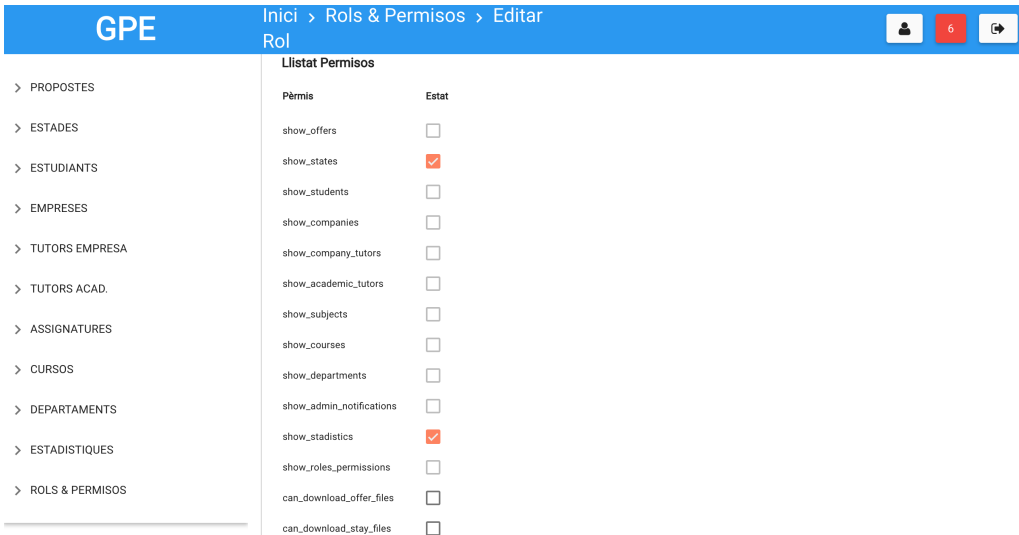 GPE
Inici > Rols & Permisos > Editar
Rol
6
PROPOSTES
ESTADES
ESTUDIANTS
EMPRESES
TUTORS EMPRESA
TUTORS ACAD.
ASSIGNATURES
CURSOS
DEPARTAMENTS
ESTADISTIQUES
ROLS & PERMISOS
Llistat Permisos
Pèrmis Estat
show_offers
show_states
show_students
show_companies
show_company_tutors
show_academic_tutors
show_subjects
show_courses
show_departments
show_admin_notifications
show_stadistics
show_roles_permissions
can_download_offer_files
can_download_stay_files